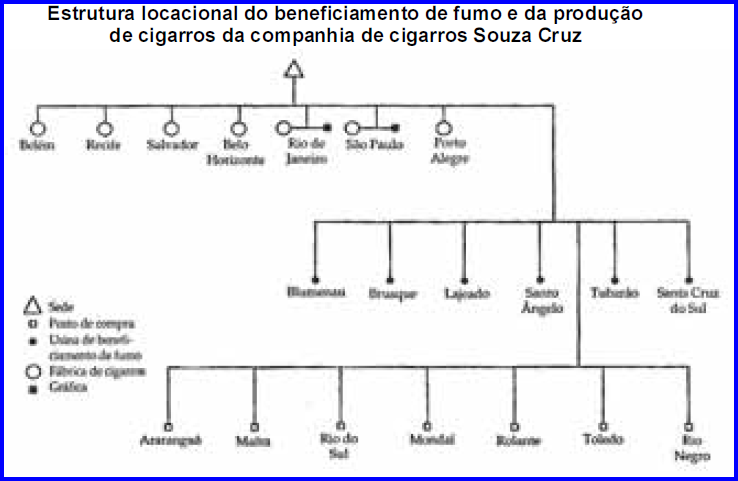 Estrutura locacional do beneficiamento de fumo e da produção
de cigarros da companhia de cigarros Souza Cruz
Belém Recife Salvador Belo Rio de São Paulo Porto
Horizonte Janeiro Alegre
Blumenau Brusque Lajeado Santo Tubarão Santa Cruz
Ângelo do Sul
Sede
Posto de compra
Usina de benefi-
ciamento de fumo
Fábrica de cigarros
Gráfica
Araranguá Mafra Rio do Mondaí Rolante Toledo Rio
Sul Negro